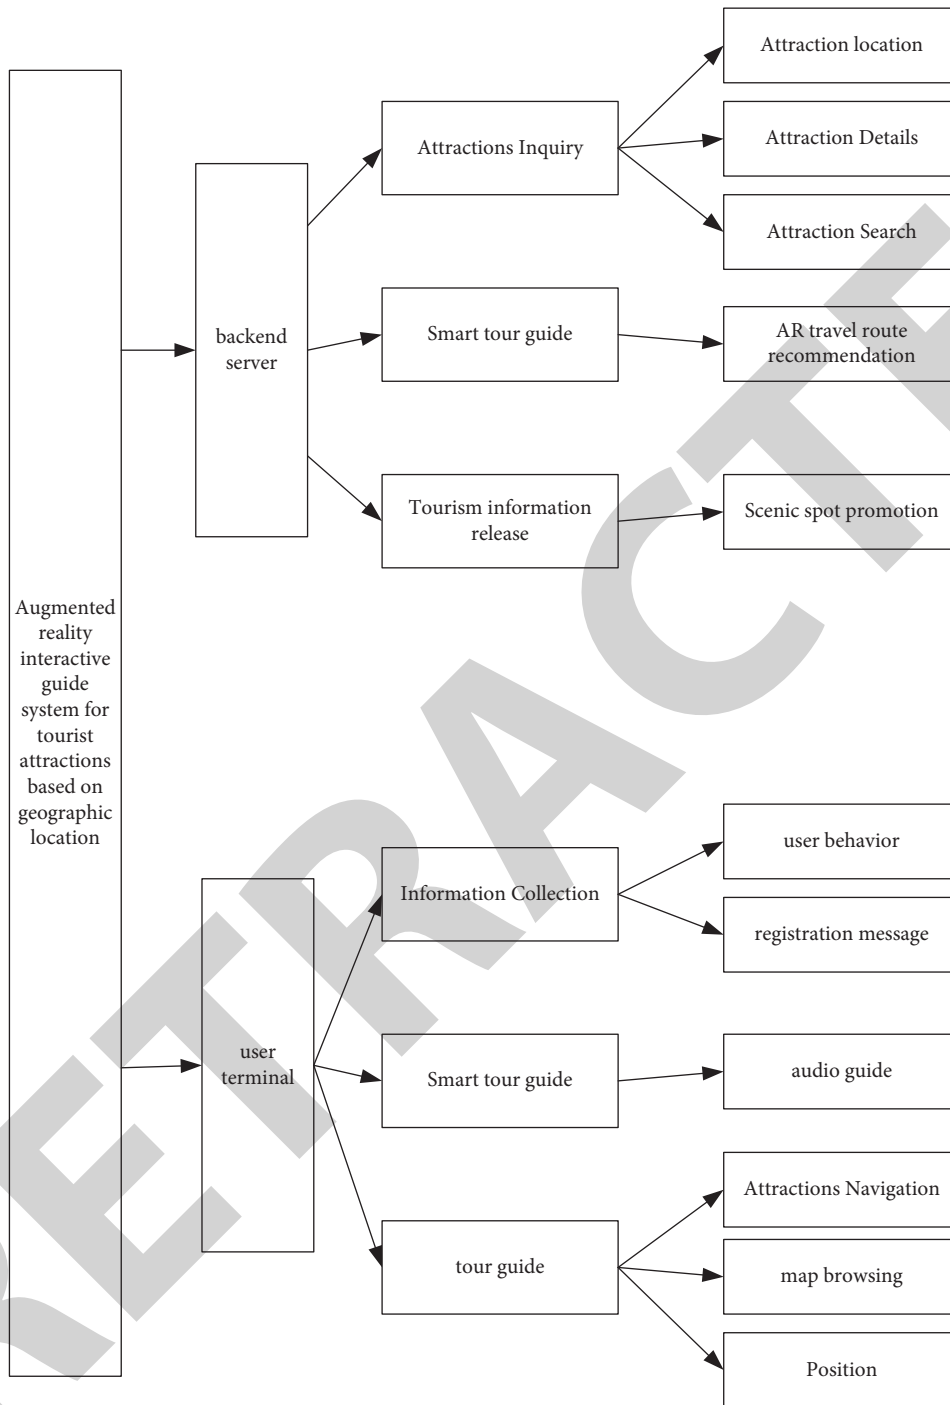 Augmented
reality
interactive
guide
system for
tourist
attractions
based on
geographic
location
backend
server
Attractions Inquiry
Attraction location
Attraction Details
Attraction Search
Smart tour guide
AR travel route
recommendation
Tourism information
release
Scenic spot promotion
user
terminal
Information Collection
user behavior
registration message
Smart tour guide
audio guide
tour guide
Attractions Navigation
map browsing
Position
RETRACTE